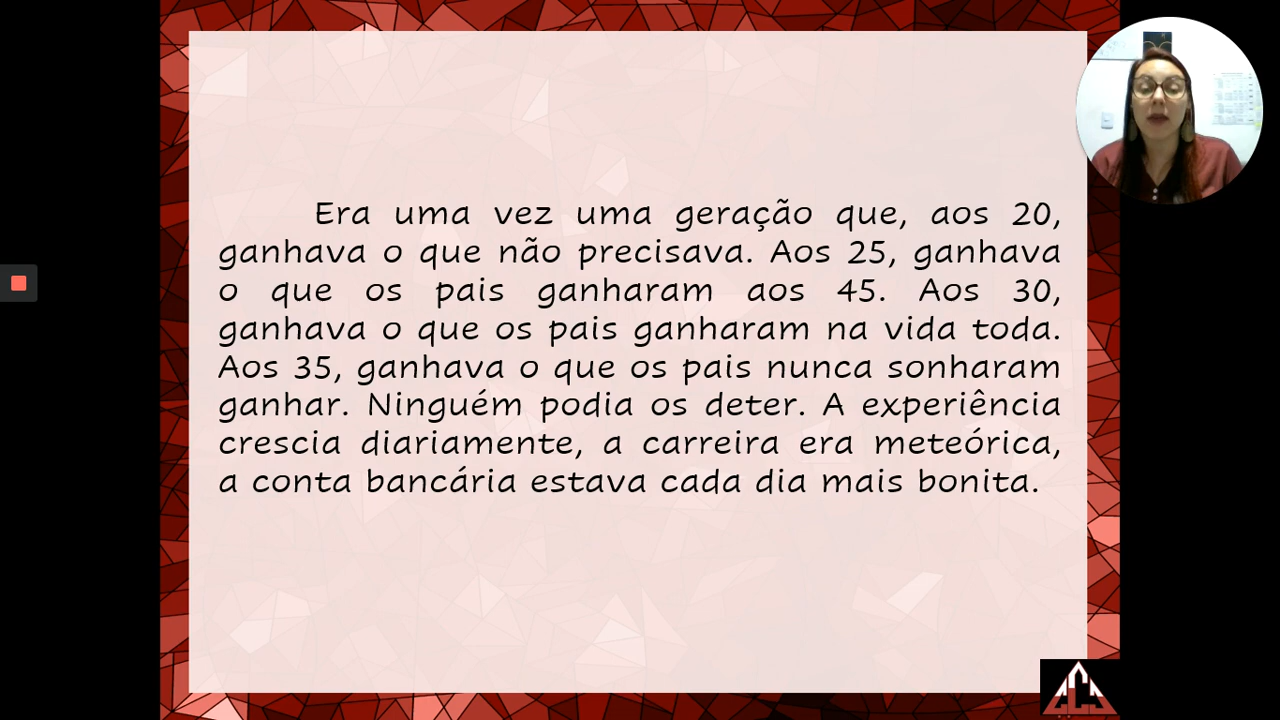 Era uma vez uma geração que, aos 20,
ganhava o que não precisava. Aos 25, ganhava
o que os pais ganharam aos 45. Aos 30,
ganhava o que os pais ganharam na vida toda.
Aos 35, ganhava o que os pais nunca sonharam
ganhar. Ninguém podia os deter. A experiência
crescia diariamente, a carreira era meteórica,
a conta bancária estava cada dia mais bonita.